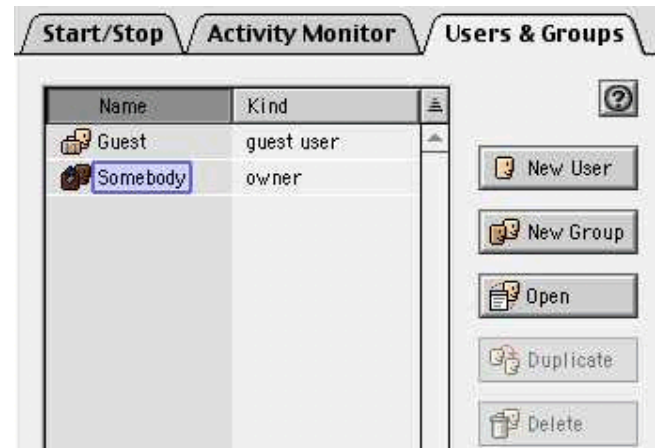 Start/Stop Activity Monitor Users & Groups
Name Kind
Guest guest user
Somebody owner
New User
New Group
Open
Duplicate
Delete